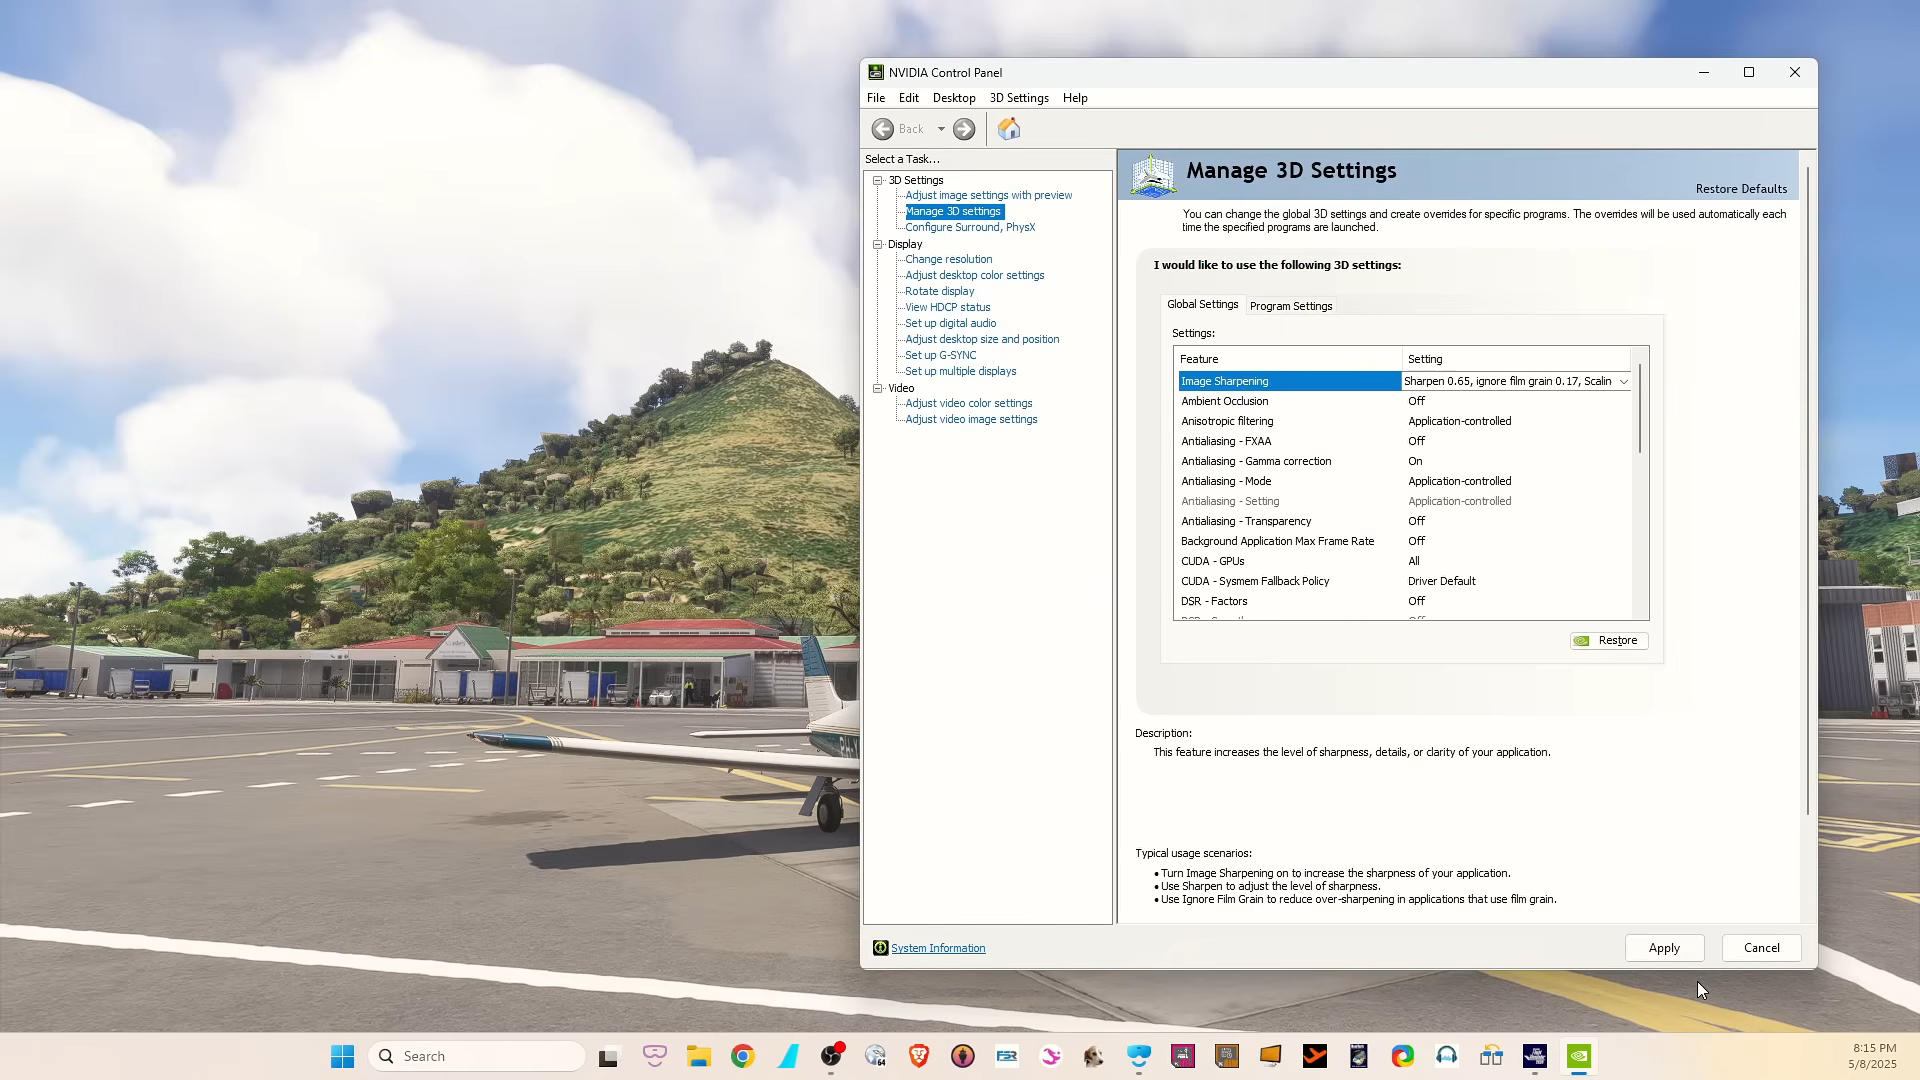 NVIDIA Control Panel
File Edit Desktop 3D Settings Help
Back
Select a Task...
3D Settings
Adjust image settings with preview
Manage 3D settings
Configure Surround, PhysX
Display
Change resolution
Adjust desktop color settings
Rotate display
View HDCP status
Set up digital audio
Adjust desktop size and position
Set up G-SYNC
Set up multiple displays
Video
Adjust video color settings
Adjust video image settings
Manage 3D Settings
Restore Defaults
You can change the global 3D settings and create overrides for specific programs. The overrides will be used automatically each
time the specified programs are launched.
I would like to use the following 3D settings:
Global Settings Program Settings
Settings:
Feature Setting
Image Sharpening Sharpen 0.65, ignore film grain 0.17, Scalin
Ambient Occlusion Off
Anisotropic filtering Application-controlled
Antialiasing - FXAA Off
Antialiasing - Gamma correction On
Antialiasing - Mode Application-controlled
Antialiasing - Setting Application-controlled
Antialiasing - Transparency Off
Background Application Max Frame Rate Off
CUDA - GPUs All
CUDA - Sysmem Fallback Policy Driver Default
DSR - Factors Off
Restore
Description:
This feature increases the level of sharpness, details, or clarity of your application.
Typical usage scenarios:
• Turn Image Sharpening on to increase the sharpness of your application.
• Use Sharpen to adjust the level of sharpness.
• Use Ignore Film Grain to reduce over-sharpening in applications that use film grain.
System Information
Apply Cancel
Search
64
FSR
8:15 PM
5/8/2025